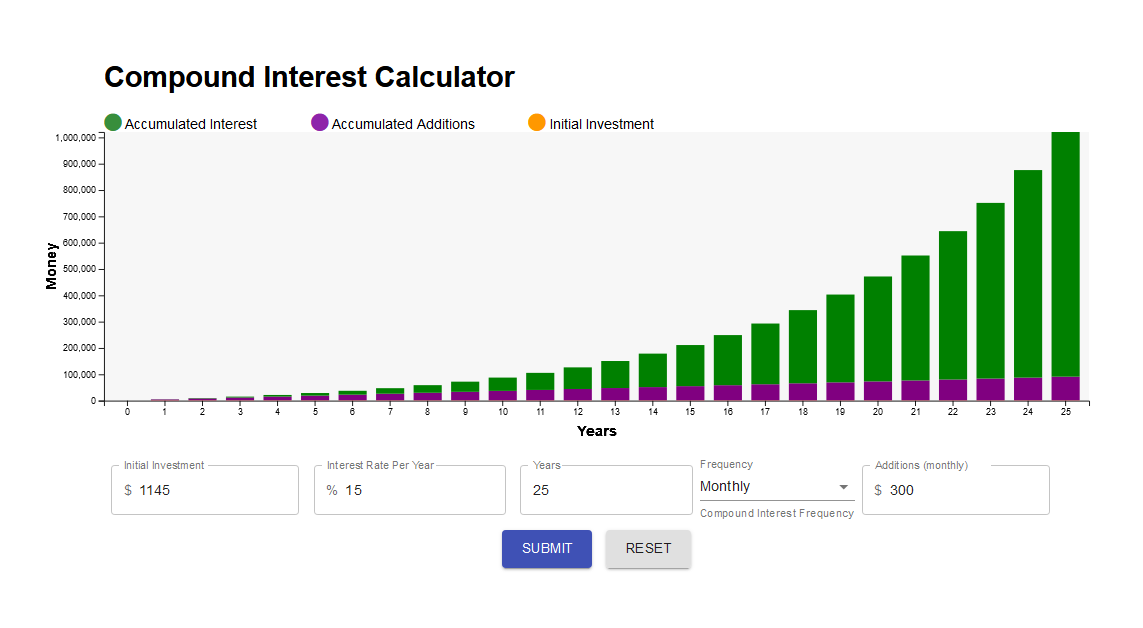 Compound Interest Calculator
Accumulated Interest Accumulated Additions Initial Investment
1,000,000
900,000
800,000
700,000
600,000
500,000
400,000
300,000
200,000
100,000
0
Money
0 1 2 3 4 5 6 7 8 9 10 11 12 13 14 15 16 17 18 19 20 21 22 23 24 25
Years
Initial Investment Interest Rate Per Year Years Frequency Additions (monthly)
$ 1145 % 15 25 Monthly $ 300
Compound Interest Frequency
SUBMIT RESET